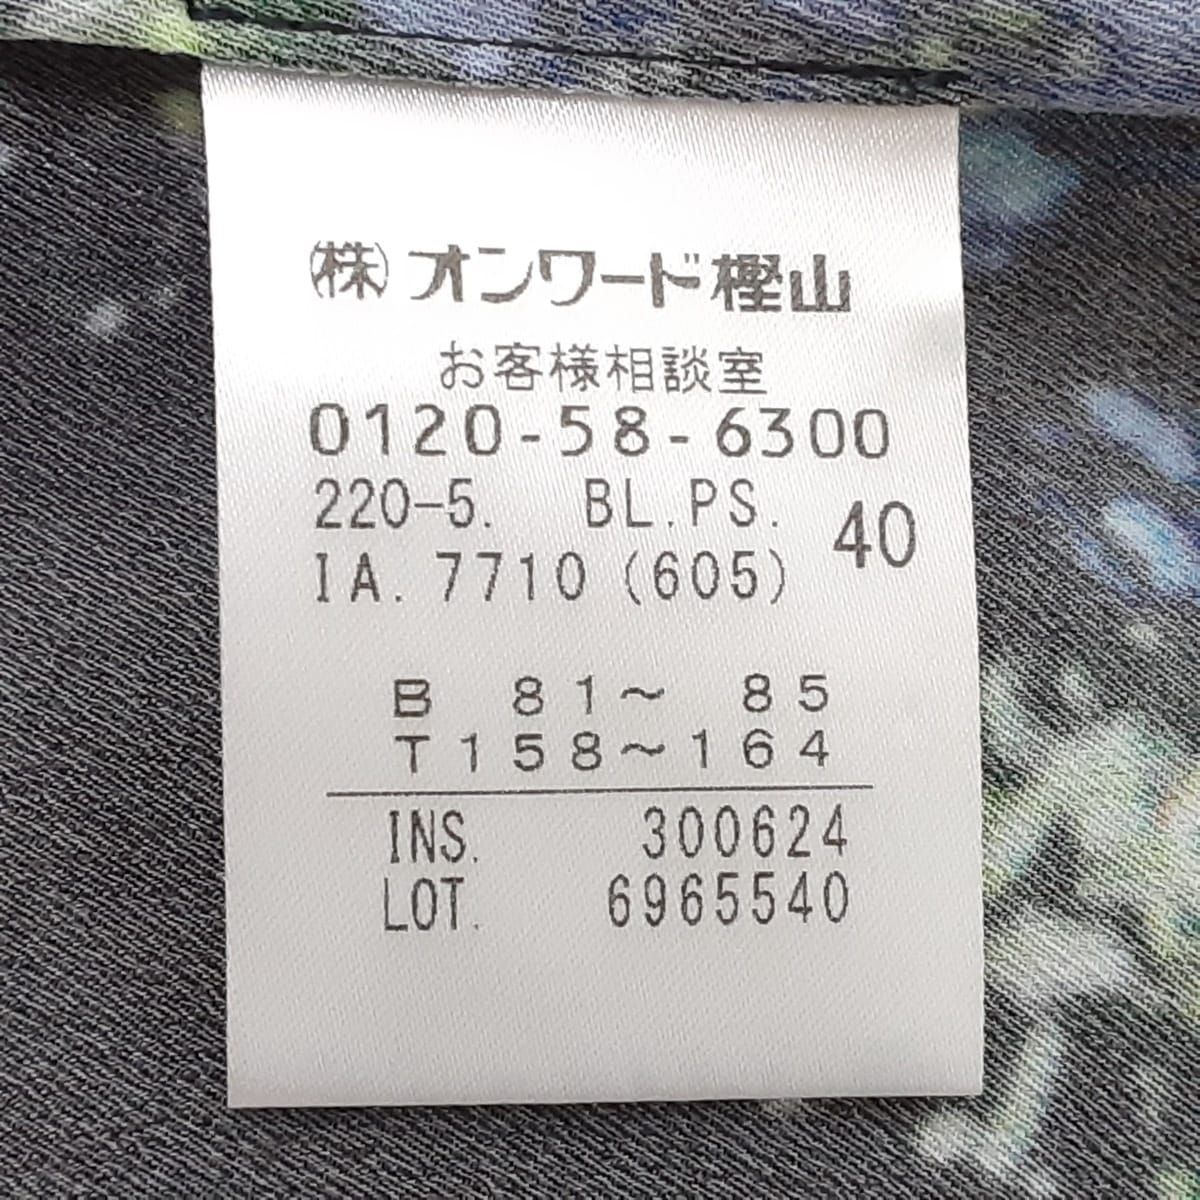 ㈱オンワード樫山
お客様相談室
0120-58-6300
220-5. BL.PS. 40
IA. 7710 (605)
B 81～ 85
T158～164
INS. 300624
LOT. 6965540